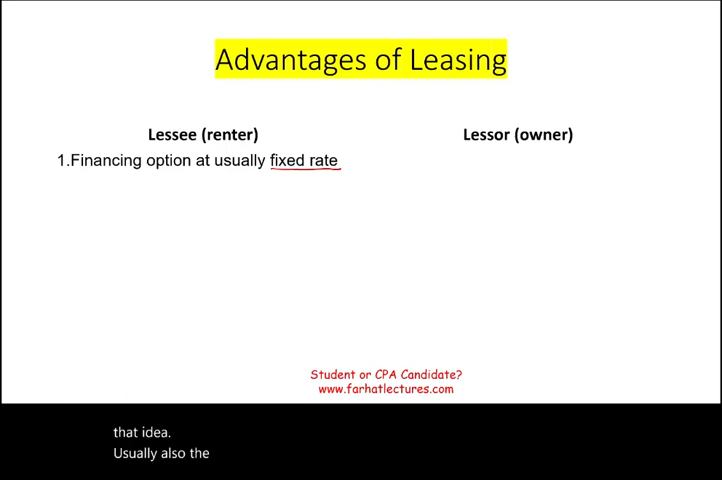 Advantages of Leasing
Lessee (renter)
Lessor (owner)
1.Financing option at usually fixed rate
Student or CPA Candidate?
www.farhatlectures.com
that idea.
Usually also the